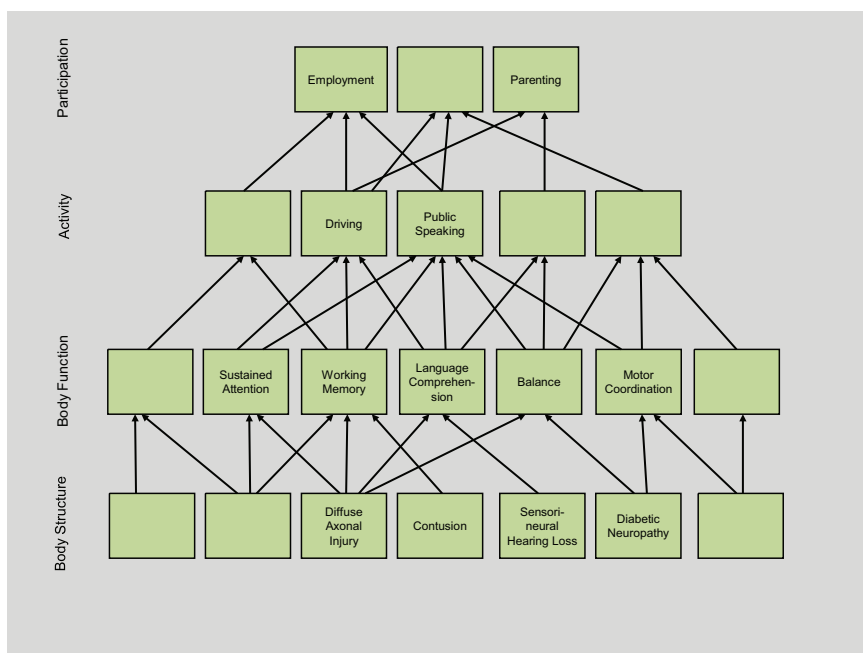 Participation
Employment
Parenting
Activity
Driving
Public
Speaking
Body Function
Sustained
Attention
Working
Memory
Language
Comprehen-
sion
Balance
Motor
Coordination
Body Structure
Diffuse
Axonal
Injury
Contusion
Sensori-
neural
Hearing Loss
Diabetic
Neuropathy